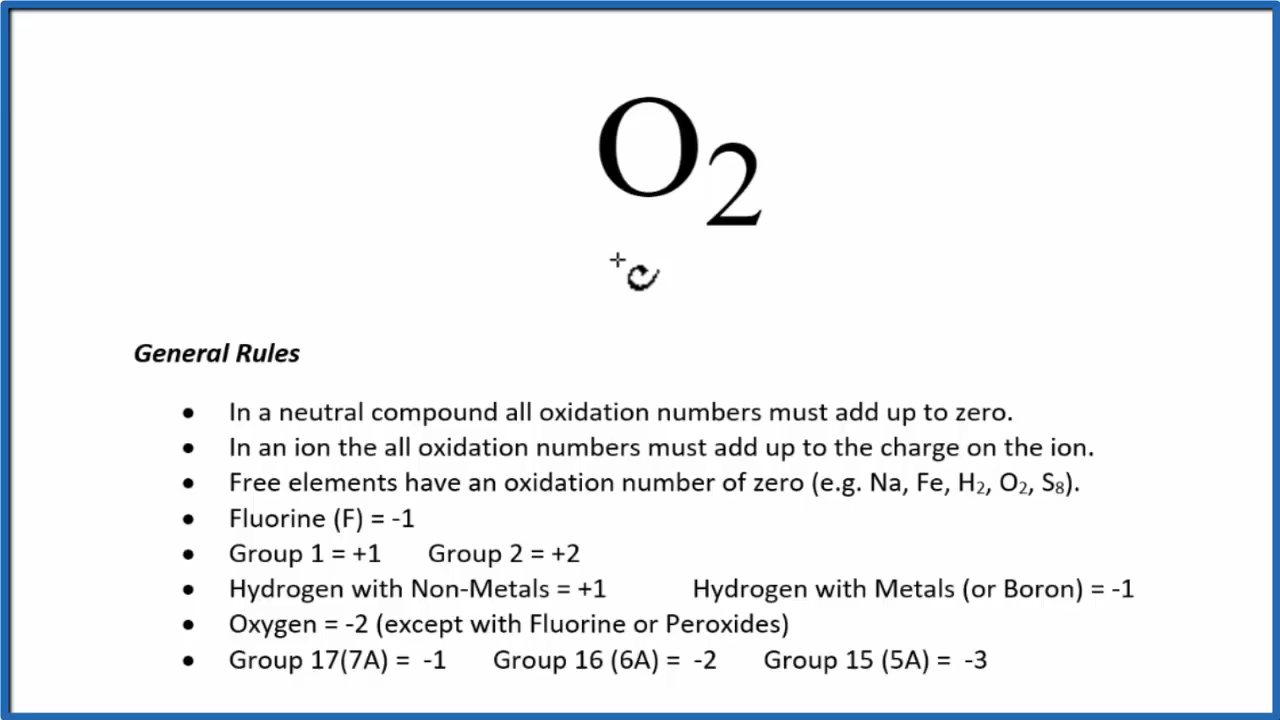 O₂
General Rules
• In a neutral compound all oxidation numbers must add up to zero.
• In an ion the all oxidation numbers must add up to the charge on the ion.
• Free elements have an oxidation number of zero (e.g. Na, Fe, H₂, O₂, S₈).
• Fluorine (F) = -1
• Group 1 = +1 Group 2 = +2
• Hydrogen with Non-Metals = +1 Hydrogen with Metals (or Boron) = -1
• Oxygen = -2 (except with Fluorine or Peroxides)
• Group 17(7A) = -1 Group 16 (6A) = -2 Group 15 (5A) = -3